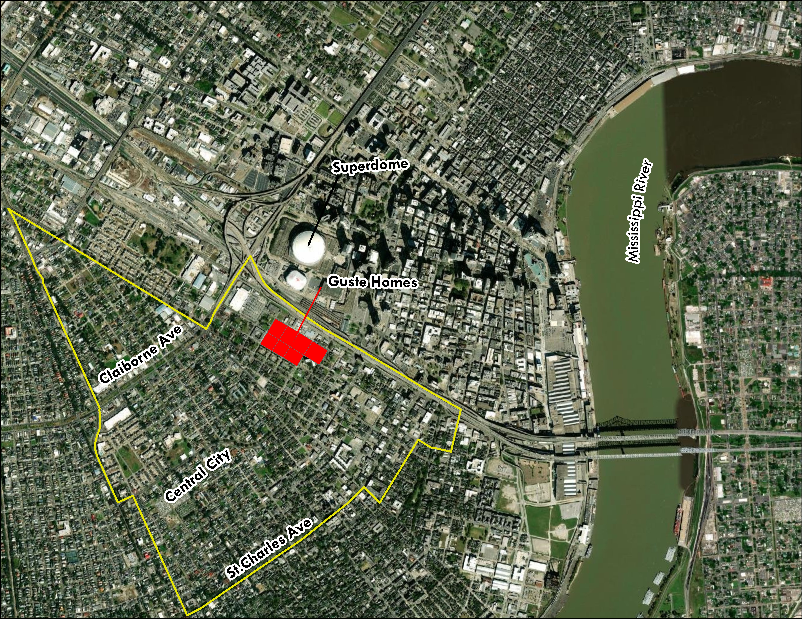 Superdome
Mississippi River
Guste Homes
Claiborne Ave
Central City
St.Charles Ave